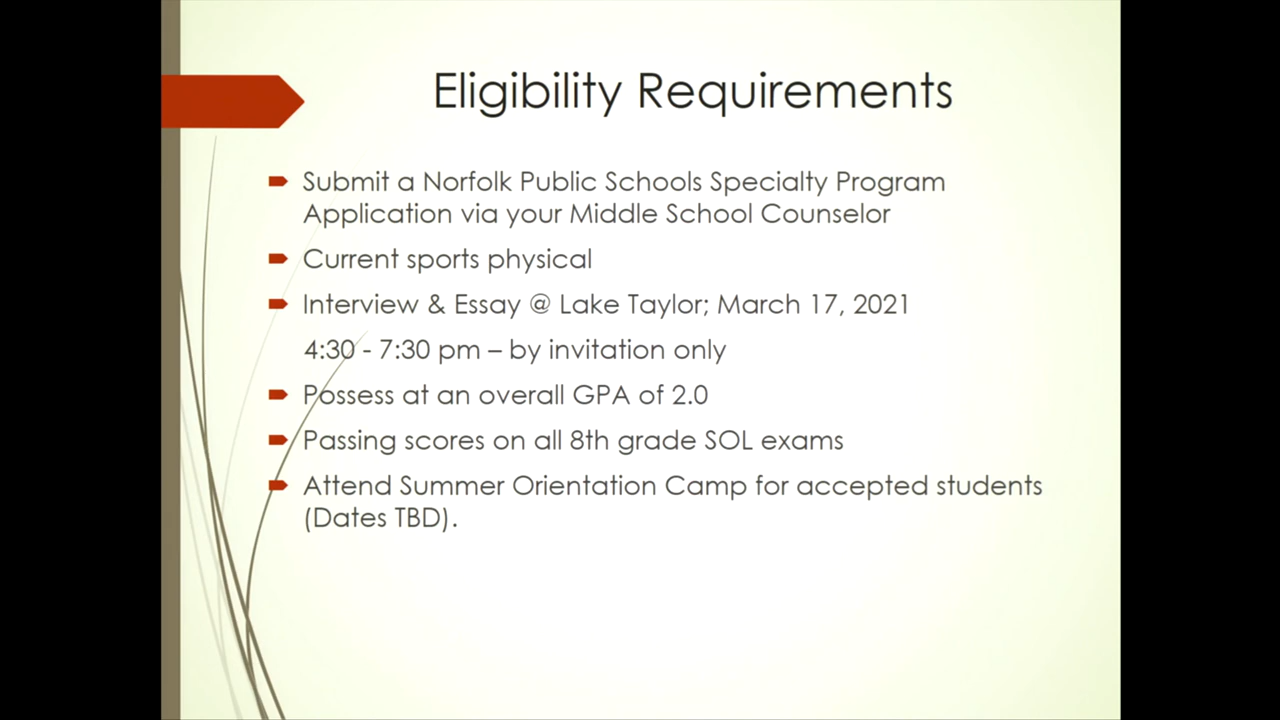 Eligibility Requirements
Submit a Norfolk Public Schools Specialty Program
Application via your Middle School Counselor
Current sports physical
Interview & Essay @ Lake Taylor; March 17, 2021
4:30 - 7:30 pm – by invitation only
Possess at an overall GPA of 2.0
Passing scores on all 8th grade SOL exams
Attend Summer Orientation Camp for accepted students
(Dates TBD).